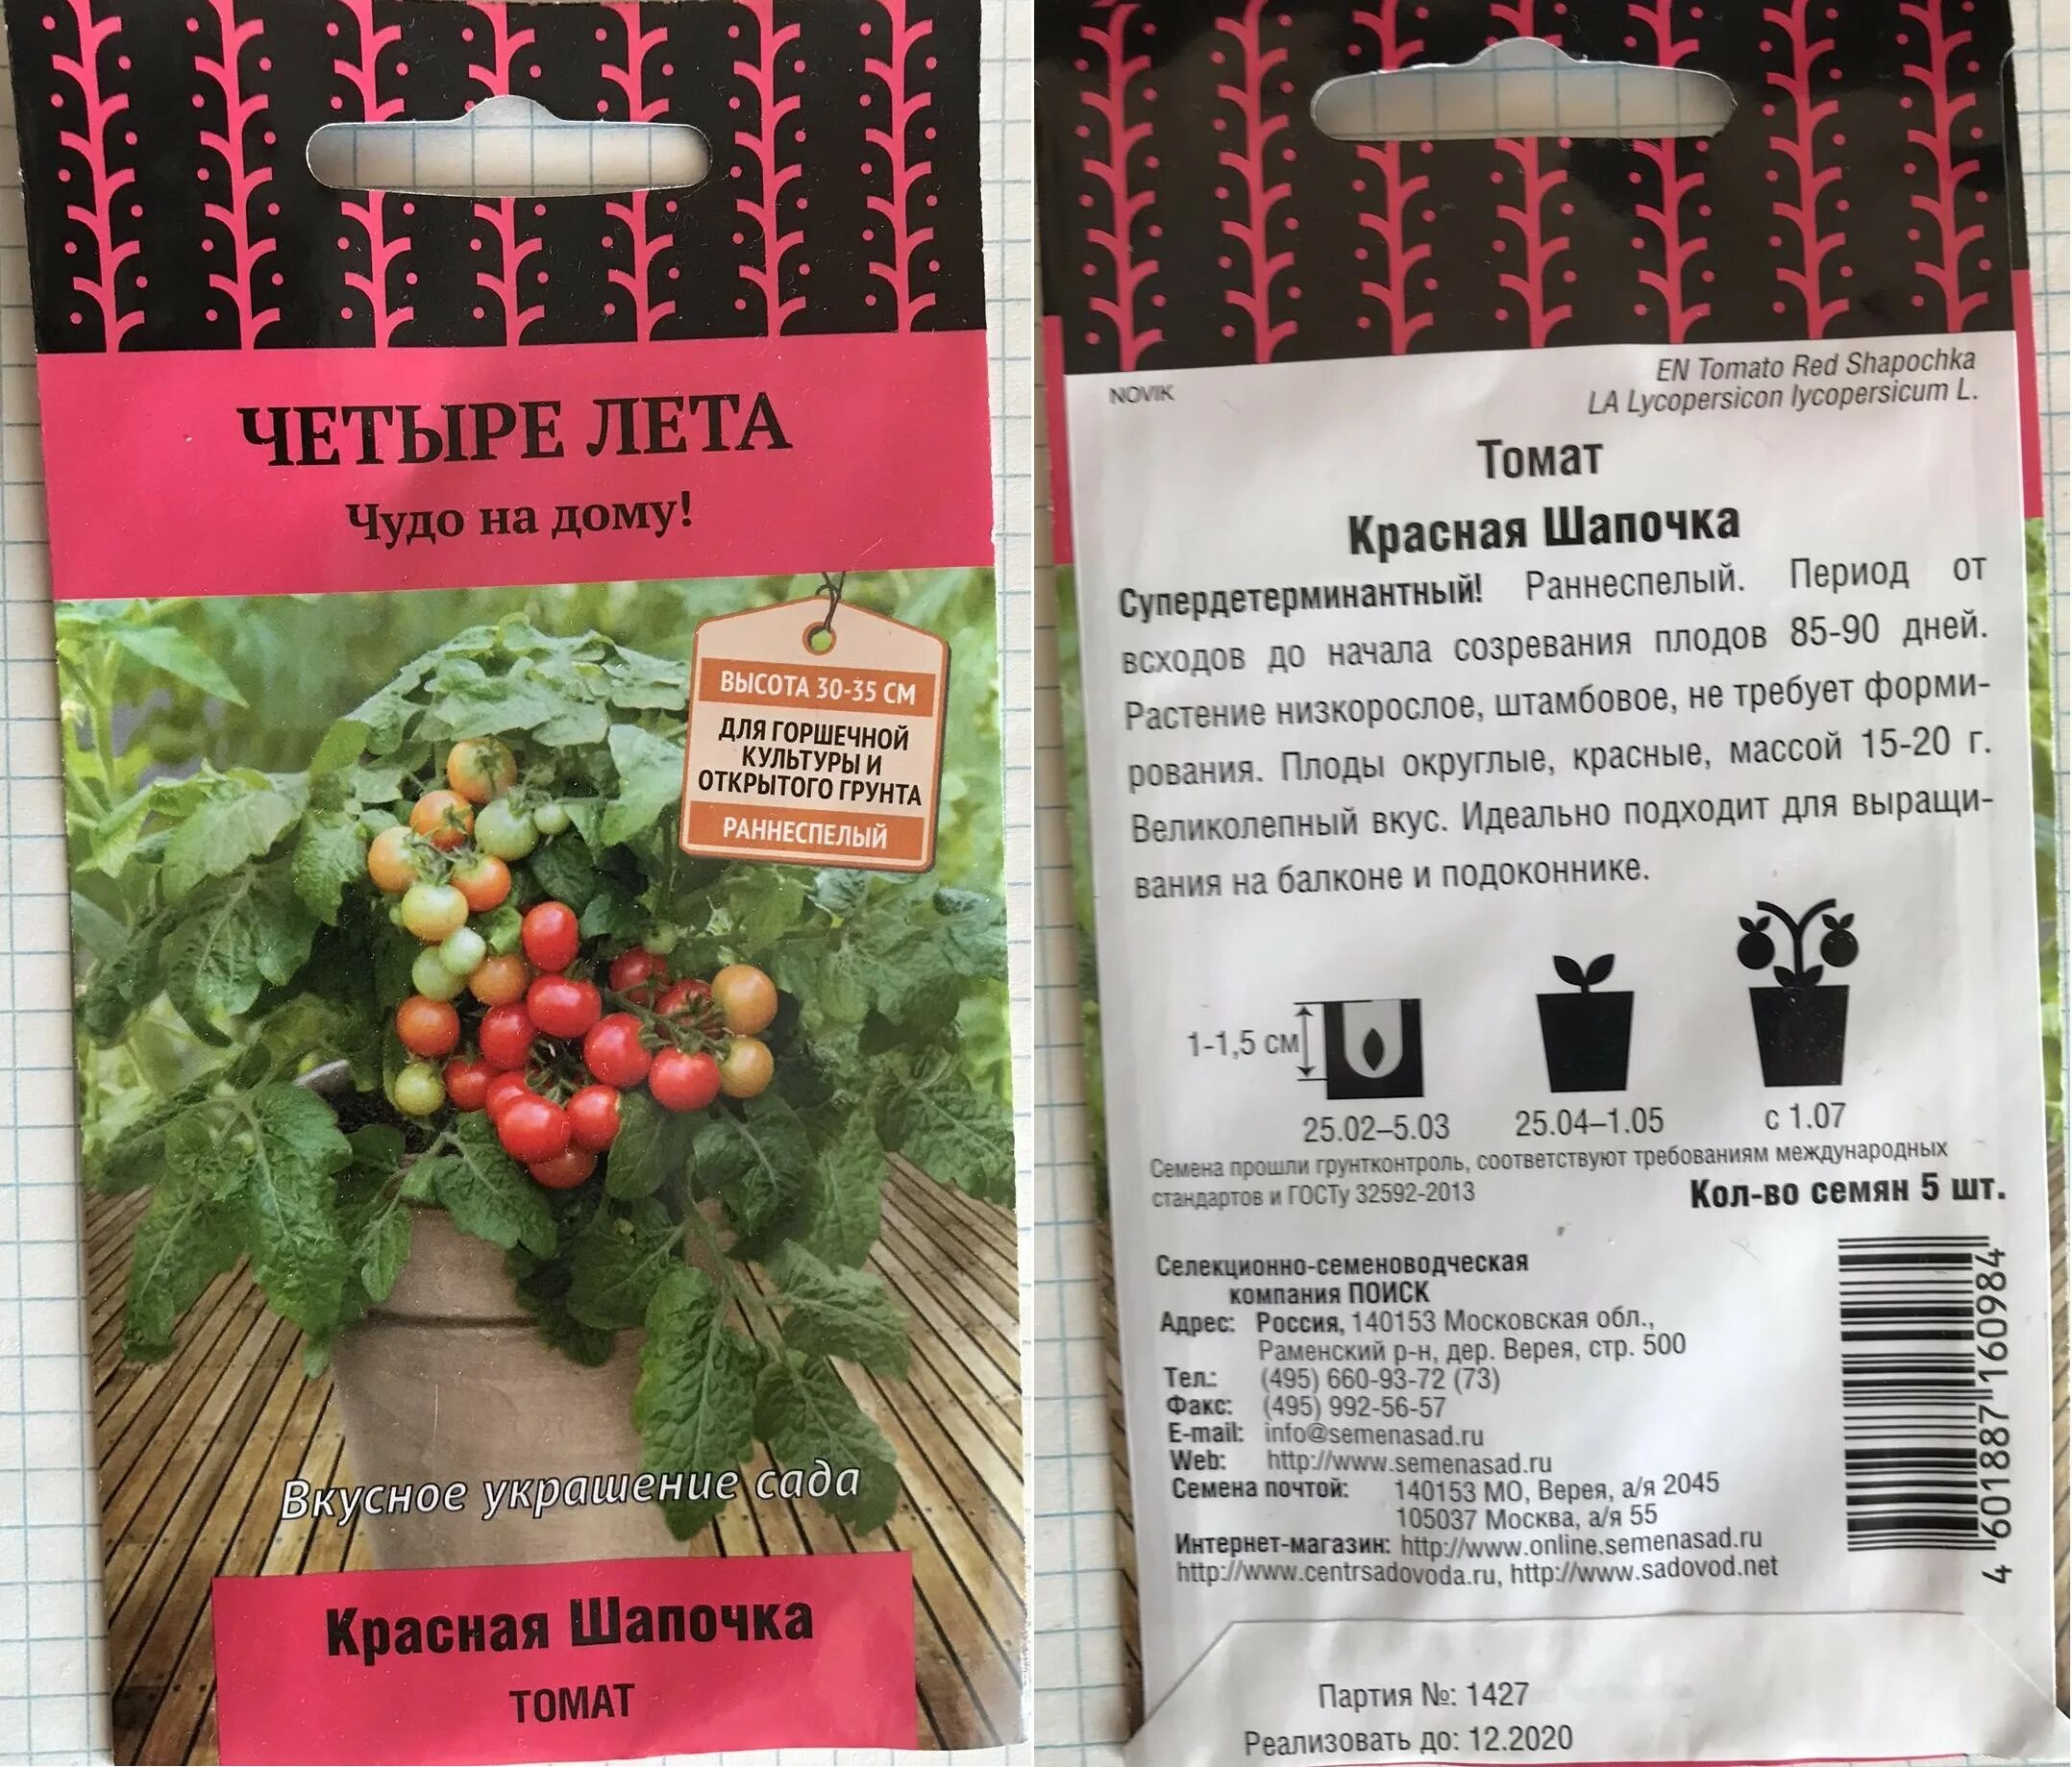 ЧЕТЫРЕ ЛЕТА
Чудо на дому!
ВЫСОТА 30-35 СМ
ДЛЯ ГОРШЕЧНОЙ
КУЛЬТУРЫ И
ОТКРЫТОГО ГРУНТА
РАННЕСПЕЛЫЙ
Вкусное украшение сада
Красная Шапочка
ТОМАТ
NOVIK
EN Tomato Red Shapochka
LA Lycopersicon lycopersicum L.
Томат
Красная Шапочка
Супердетерминантный! Раннеспелый. Период от
всходов до начала созревания плодов 85-90 дней.
Растение низкорослое, штамбовое, не требует форми-
рования. Плоды округлые, красные, массой 15-20 г.
Великолепный вкус. Идеально подходит для выращи-
вания на балконе и подоконнике.
1-1,5 см
25.02–5.03
25.04–1.05
с 1.07
Семена прошли грунтконтроль, соответствуют требованиям международных
стандартов и ГОСТу 32592-2013
Кол-во семян 5 шт.
Селекционно-семеноводческая
компания ПОИСК
Адрес: Россия, 140153 Московская обл.,
Раменский р-н, дер. Верея, стр. 500
Тел.: (495) 660-93-72 (73)
Факс: (495) 992-56-57
E-mail: info@semenasad.ru
Web: http://www.semenasad.ru
Семена почтой: 140153 МО, Верея, а/я 2045
105037 Москва, а/я 55
Интернет-магазин: http://www.online.semenasad.ru
http://www.centrsadovoda.ru, http://www.sadovod.net
4 601887 160984
Партия №: 1427
Реализовать до: 12.2020